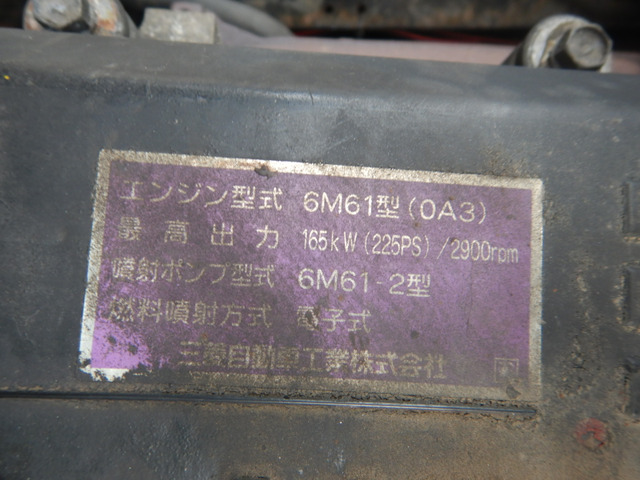 エンジン型式 6M61型(0A3)
最高出力 165kW(225PS)/2900rpm
噴射ポンプ型式 6M61-2型
燃料噴射方式 電子式
三菱自動車工業株式会社